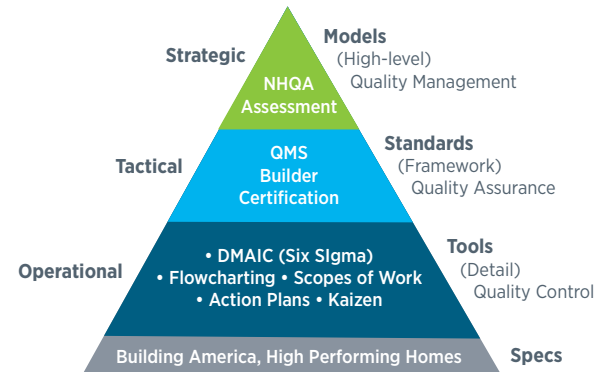 Strategic
Models
(High-level)
Quality Management
NHQA
Assessment
Tactical
Standards
(Framework)
Quality Assurance
QMS
Builder
Certification
Operational
Tools
(Detail)
Quality Control
• DMAIC (Six SIgma)
• Flowcharting • Scopes of Work
• Action Plans • Kaizen
Building America, High Performing Homes
Specs